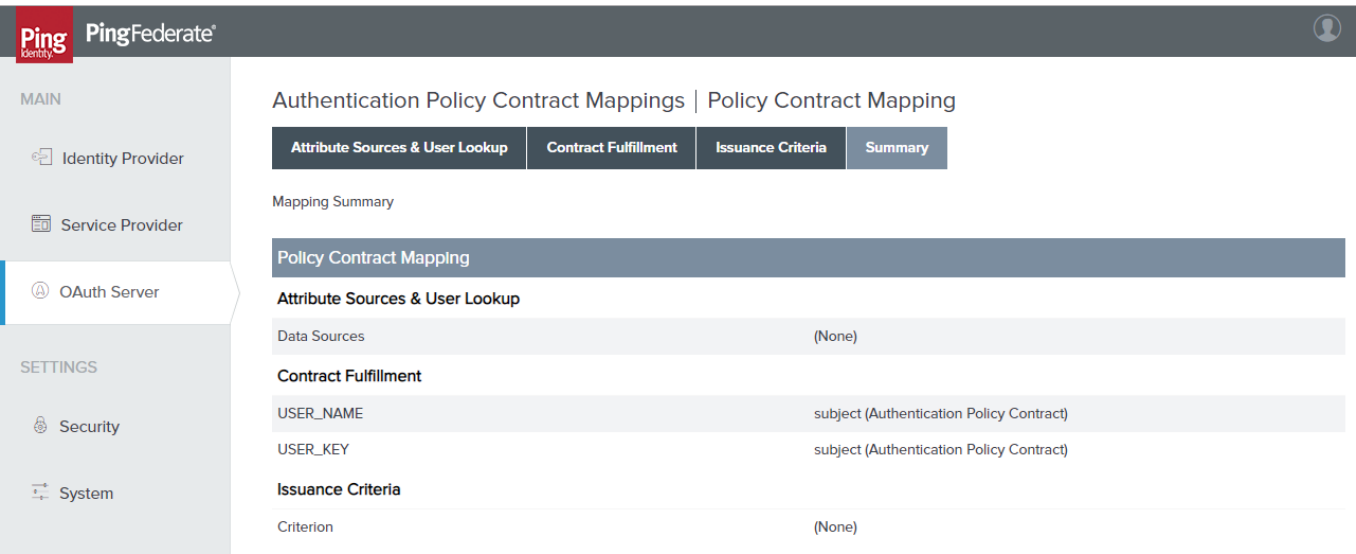 Ping
Identity.
PingFederate®
MAIN
Identity Provider
Service Provider
OAuth Server
SETTINGS
Security
System
Authentication Policy Contract Mappings | Policy Contract Mapping
Attribute Sources & User Lookup Contract Fulfillment Issuance Criteria Summary
Mapping Summary
Policy Contract Mapping
Attribute Sources & User Lookup
Data Sources (None)
Contract Fulfillment
USER_NAME subject (Authentication Policy Contract)
USER_KEY subject (Authentication Policy Contract)
Issuance Criteria
Criterion (None)